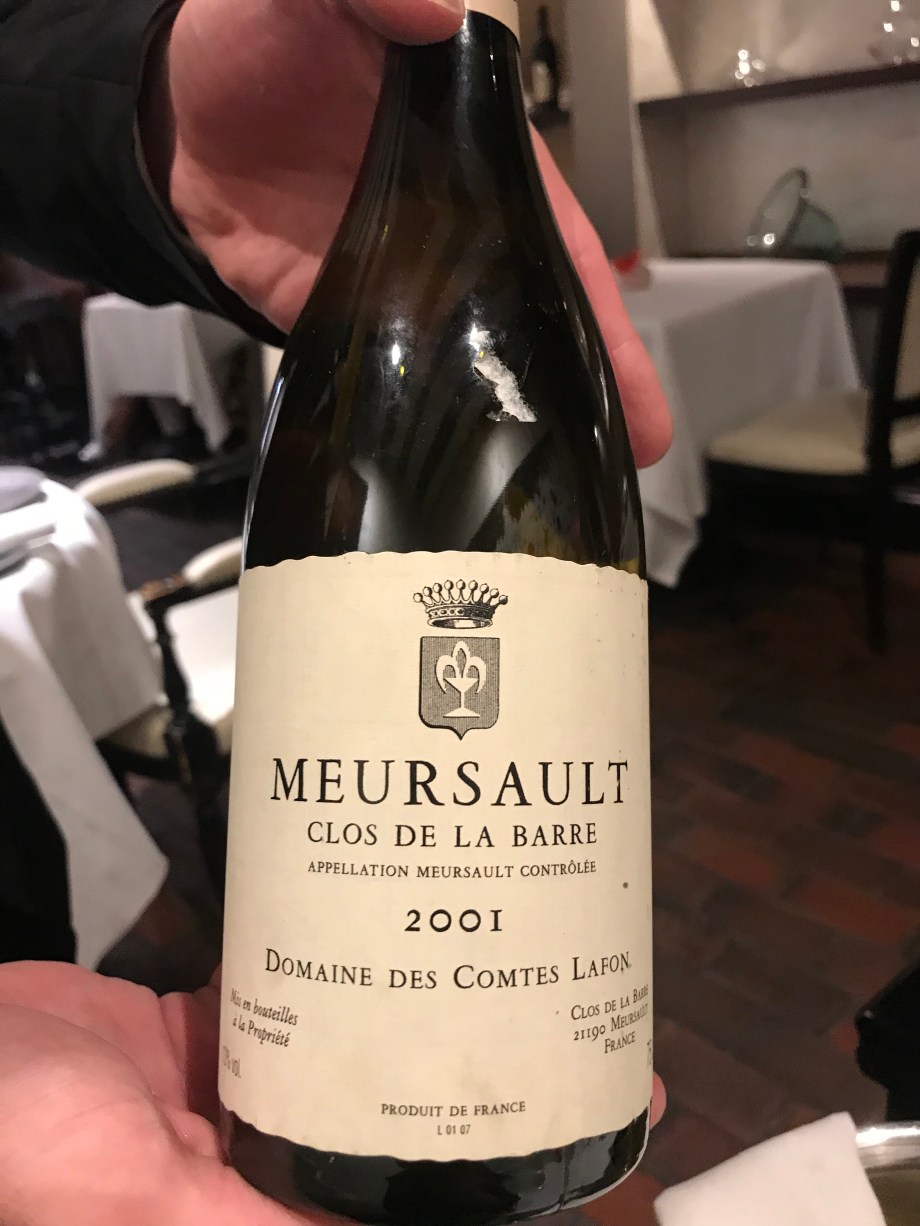 MEURSAULT
CLOS DE LA BARRE
APPELLATION MEURSAULT CONTRÔLÉE
2001
DOMAINE DES COMTES LAFON
Mis en bouteilles
à la Propriété
CLOS DE LA BARRE
21190 MEURSAULT
FRANCE
% vol.
PRODUIT DE FRANCE
L 01 07